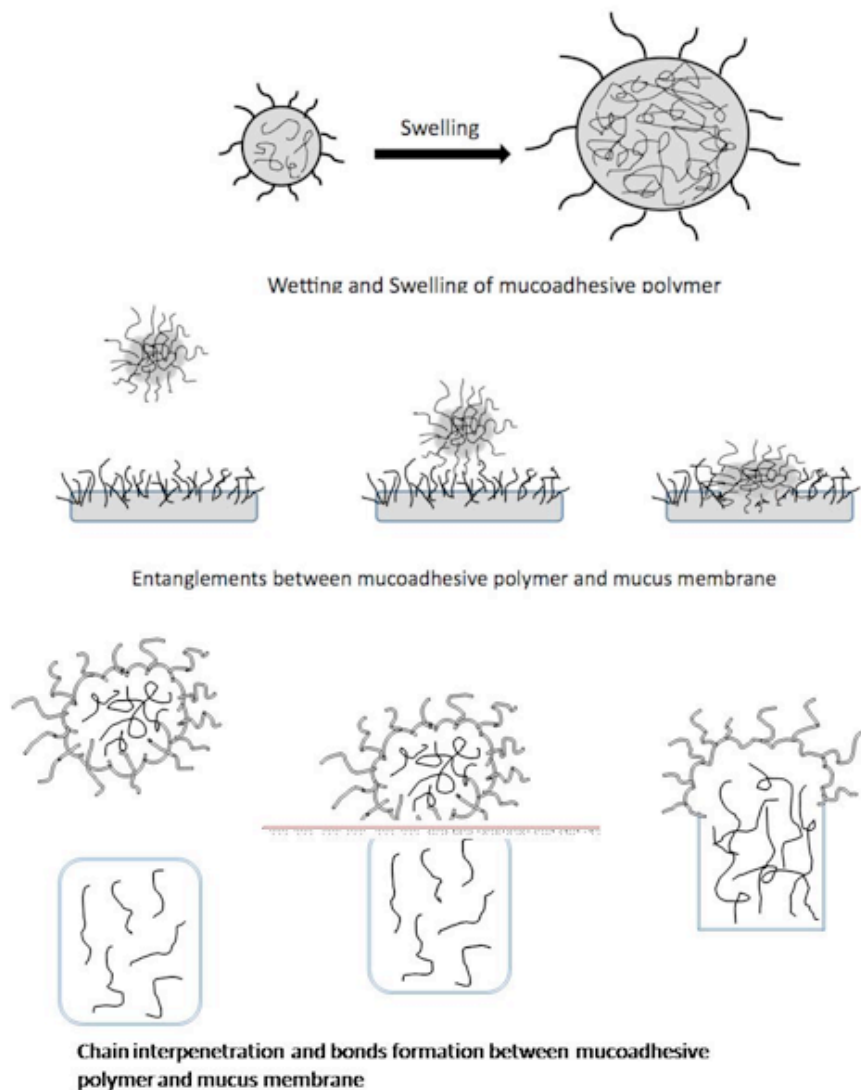 Swelling
Wetting and Swelling of mucoadhesive polymer
Entanglements between mucoadhesive polymer and mucus membrane
Chain interpenetration and bonds formation between mucoadhesive
polymer and mucus membrane